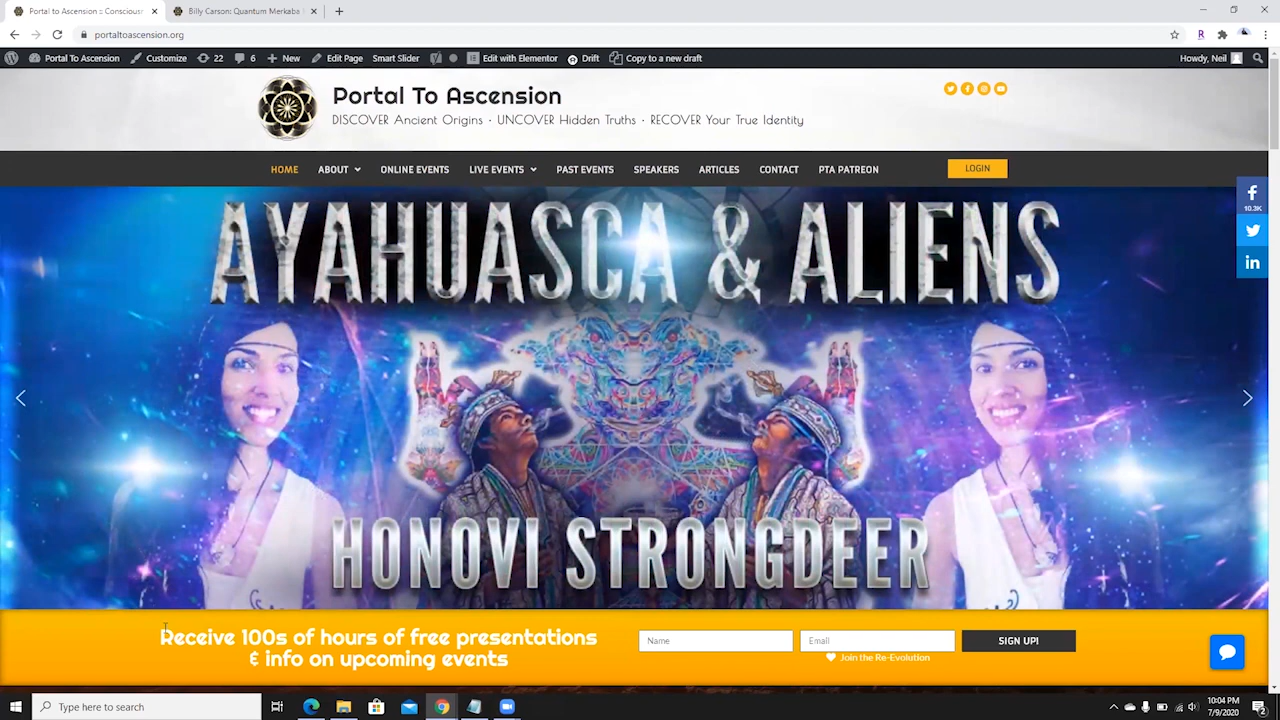 Portal to Ascension :: Consciousn
Billy Carson: Quantum Merkaba
portaltoascension.org
Portal To Ascension
Customize
22
6
New
Edit Page
Smart Slider
Edit with Elementor
Drift
Copy to a new draft
Howdy, Neil
Portal To Ascension
DISCOVER Ancient Origins · UNCOVER Hidden Truths · RECOVER Your True Identity
HOME
ABOUT
ONLINE EVENTS
LIVE EVENTS
PAST EVENTS
SPEAKERS
ARTICLES
CONTACT
PTA PATREON
LOGIN
10.3K
AYAHUASCA & ALIENS
HONOVI STRONGDEER
Receive 100s of hours of free presentations
& info on upcoming events
Name
Email
SIGN UP!
Join the Re-Evolution
Type here to search
10:04 PM
7/9/2020
2